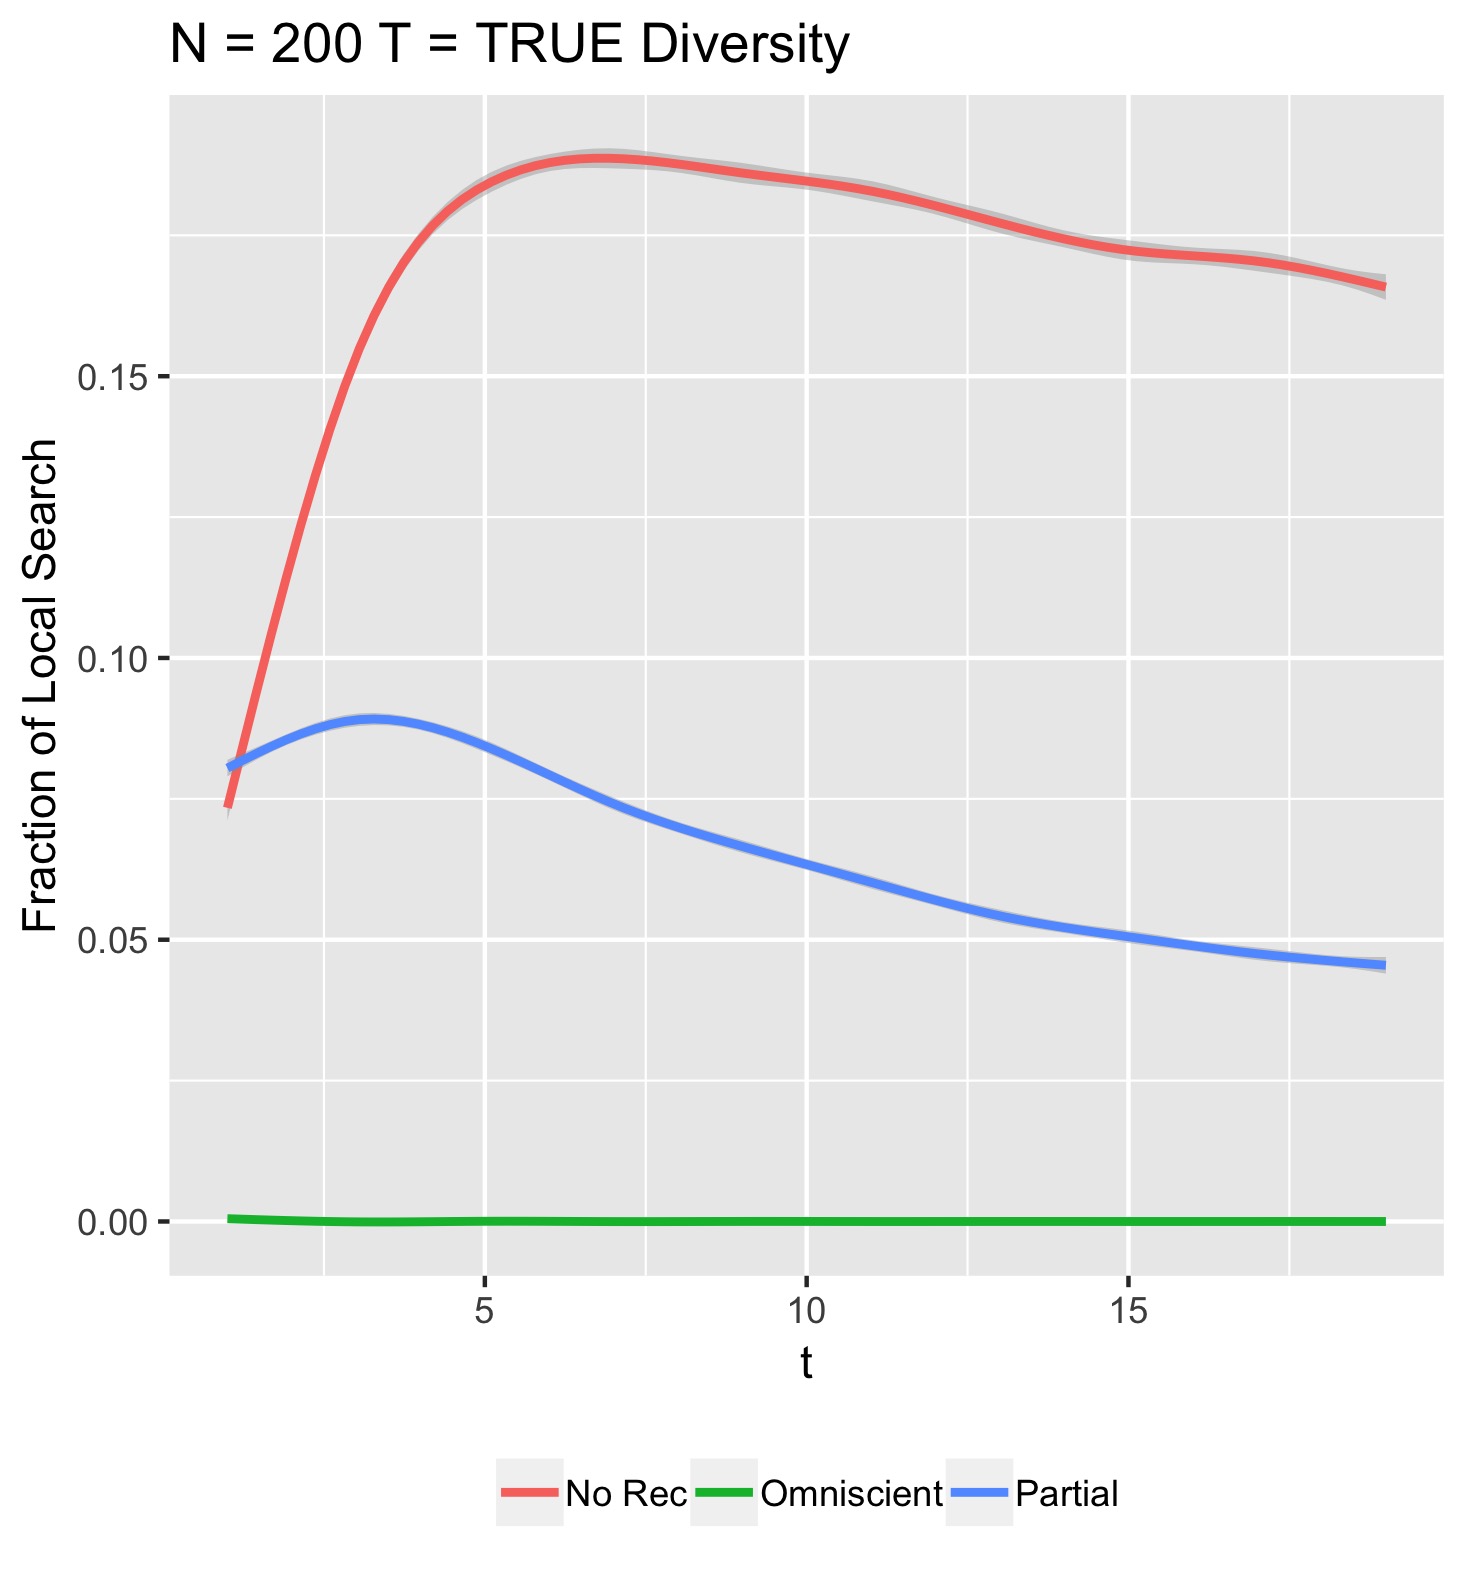 N = 200 T = TRUE Diversity
Fraction of Local Search
0.15
0.10
0.05
0.00
5 10 15
t
No Rec Omniscient Partial